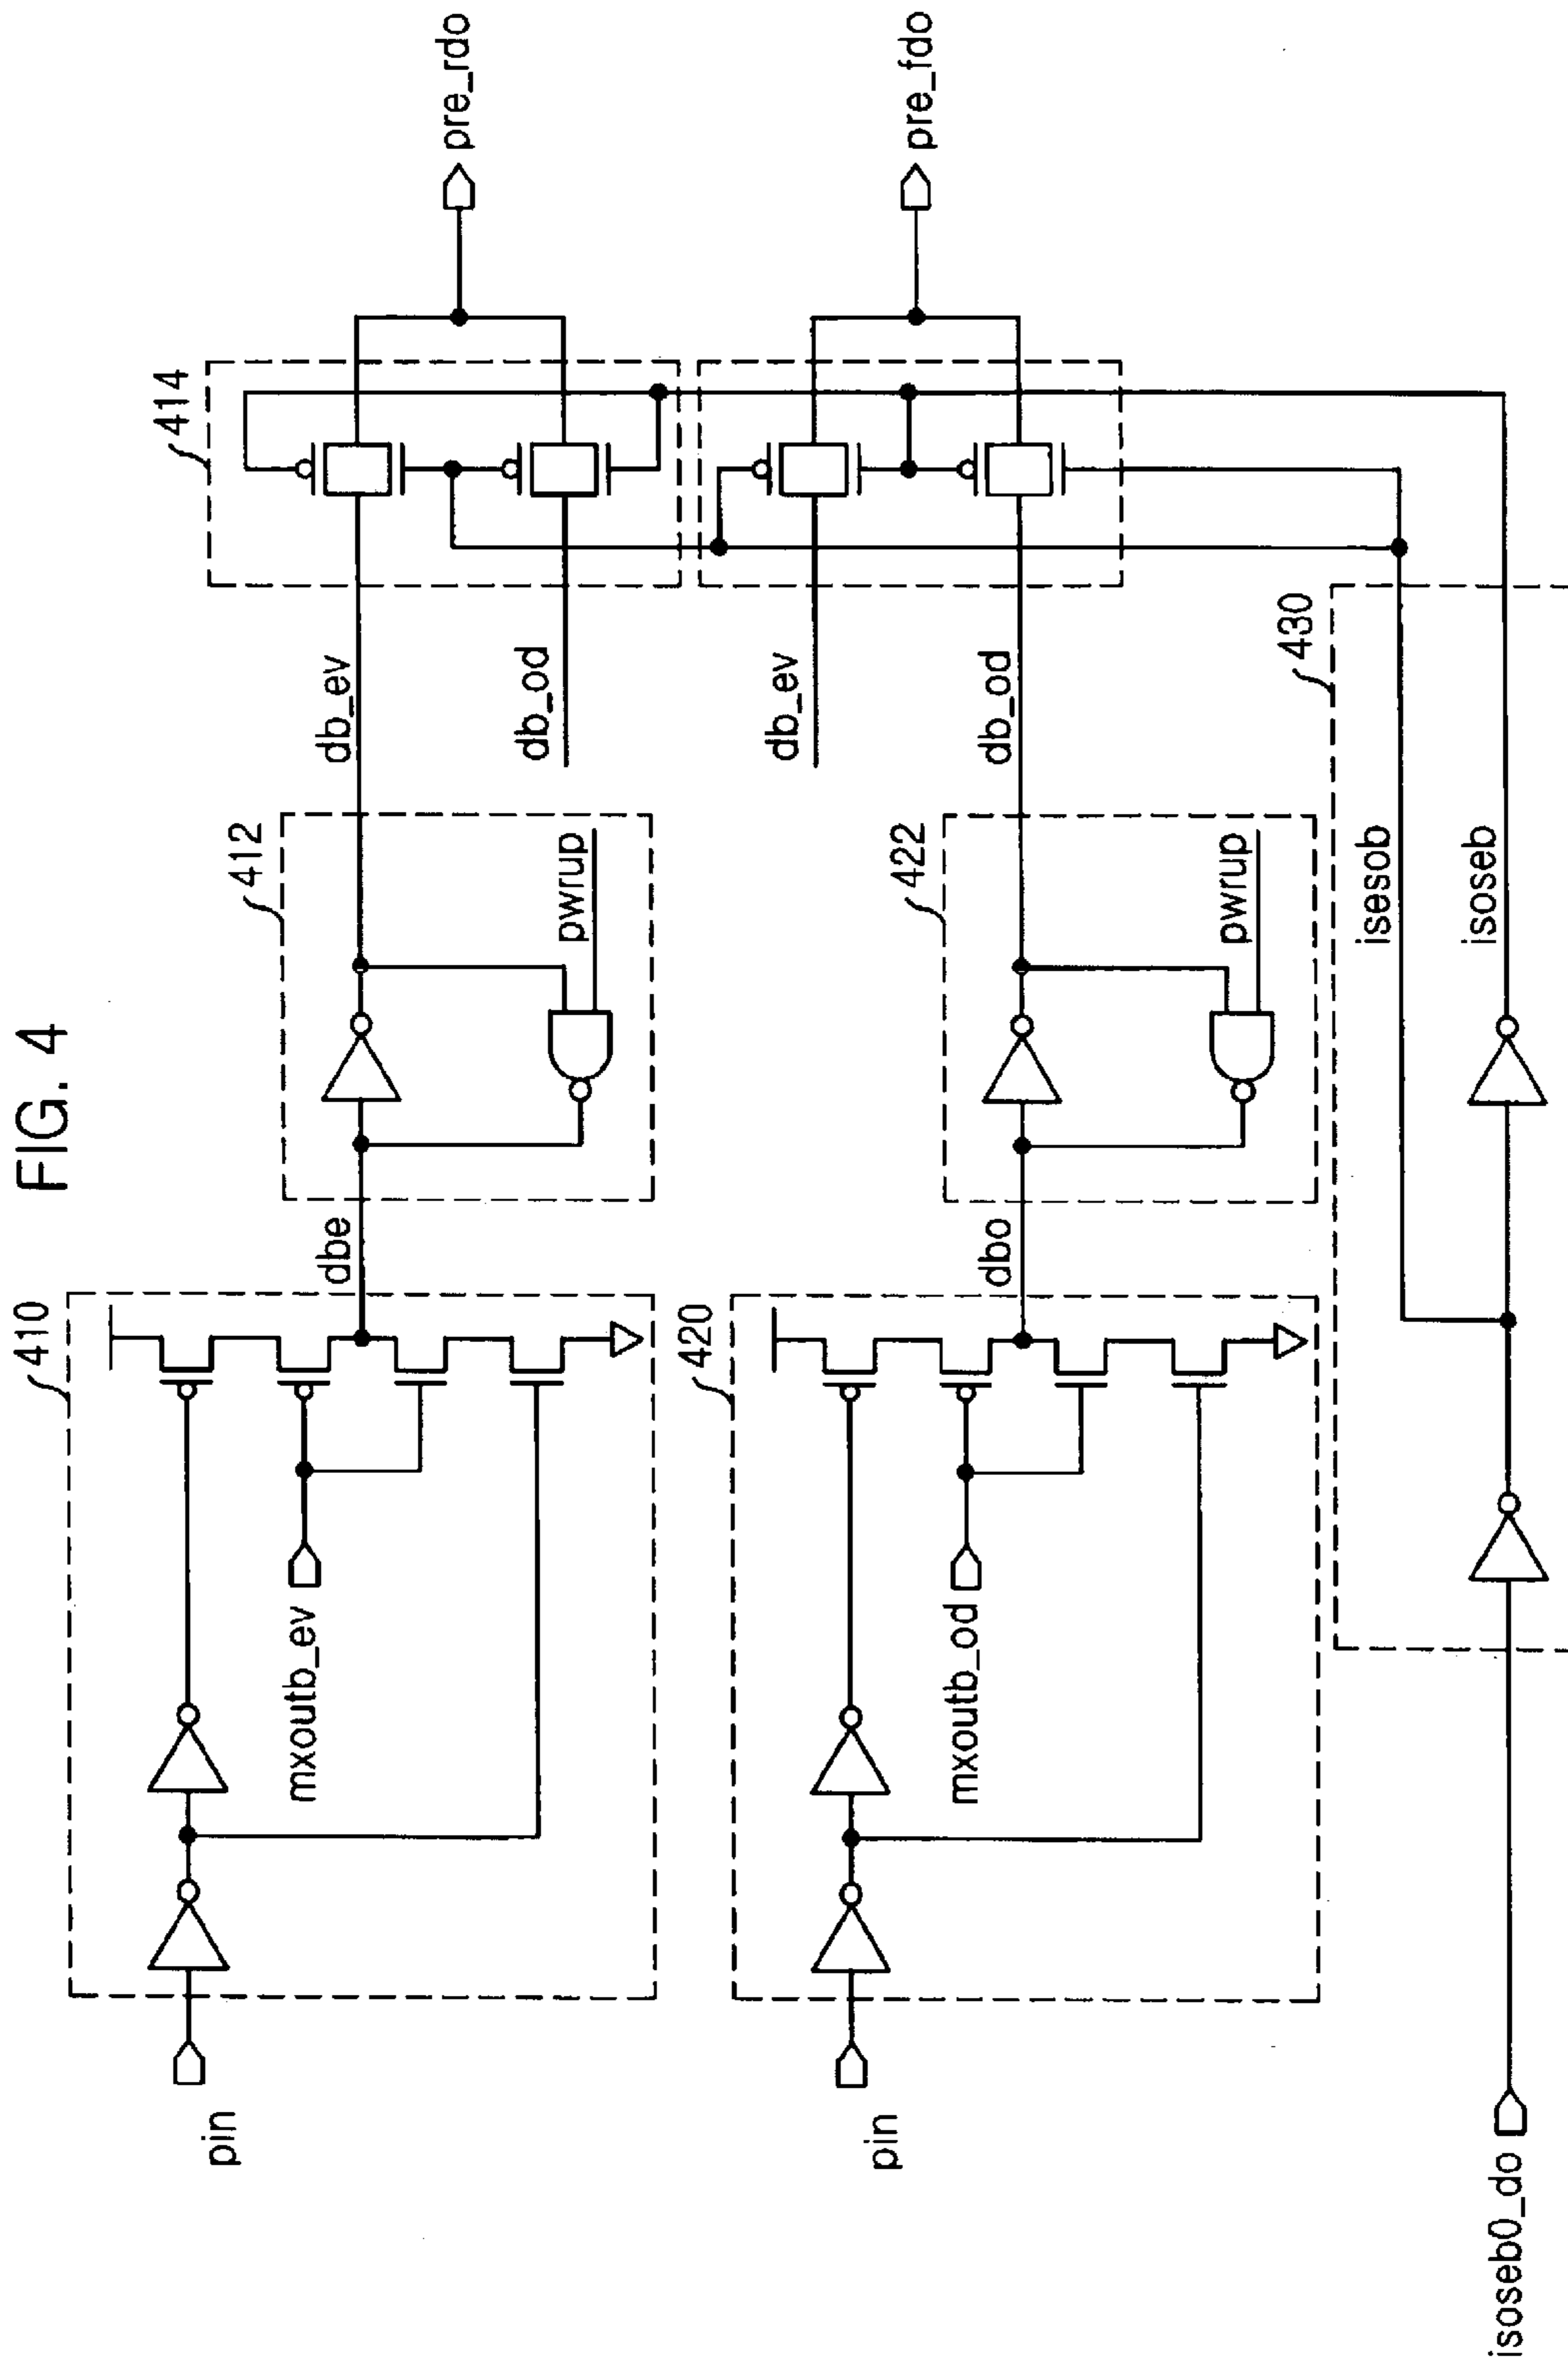 FIG. 4
410
pin
mxoutb_ev
dbe
412
pwrup
db_ev
db_od
414
pre_rdo
420
pin
mxoutb_od
dbo
422
pwrup
db_ev
db_od
pre_fdo
430
isesob
isoseb
isoseb0_do